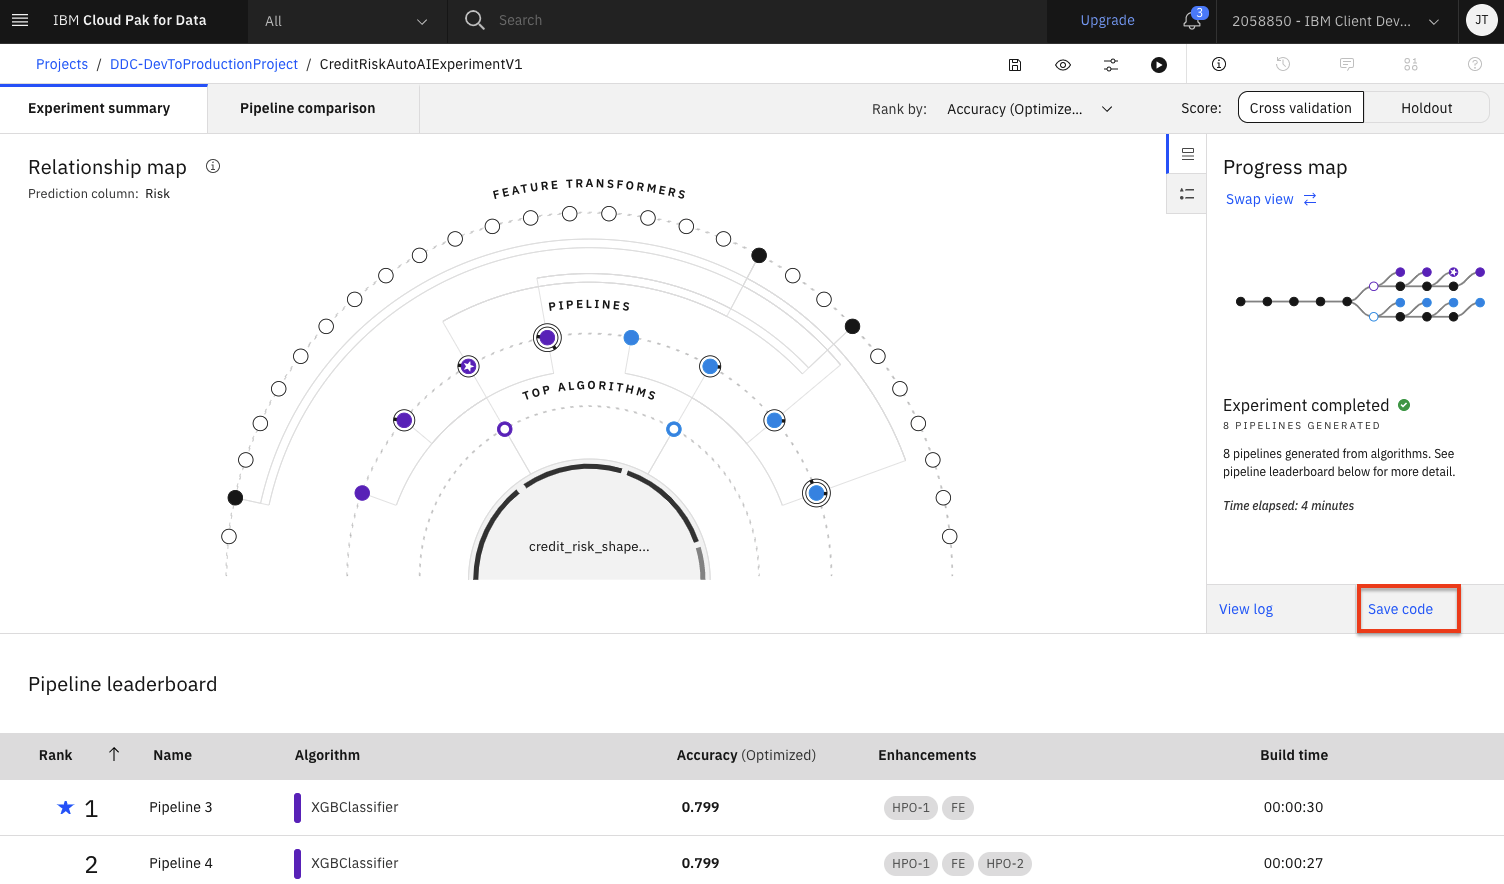 IBM Cloud Pak for Data
All
Search
Upgrade
3
2058850 - IBM Client Dev...
JT
Projects / DDC-DevToProductionProject / CreditRiskAutoAIExperimentV1
Experiment summary
Pipeline comparison
Rank by: Accuracy (Optimize...
Score: Cross validation Holdout
Relationship map
Prediction column: Risk
FEATURE TRANSFORMERS
PIPELINES
TOP ALGORITHMS
credit_risk_shape...
Progress map
Swap view
Experiment completed
8 PIPELINES GENERATED
8 pipelines generated from algorithms. See
pipeline leaderboard below for more detail.
Time elapsed: 4 minutes
View log
Save code
Pipeline leaderboard
Rank Name Algorithm Accuracy (Optimized) Enhancements Build time
1 Pipeline 3 XGBClassifier 0.799 HPO-1 FE 00:00:30
2 Pipeline 4 XGBClassifier 0.799 HPO-1 FE HPO-2 00:00:27